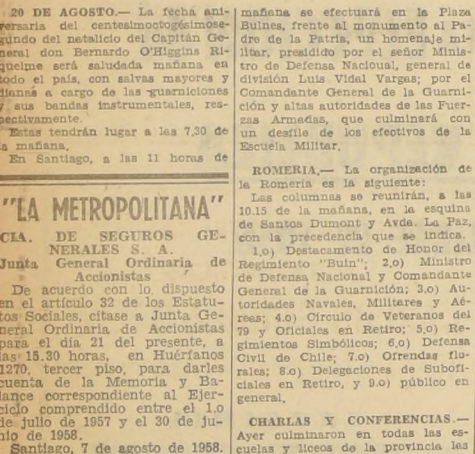 20 DE AGOSTO.— La fecha ani-
versaria del centesimoctogésimose-
gundo del natalicio del Capitán Ge-
neral don Bernardo O'Higgins Ri-
quelme será saludada mañana en
todo el país, con salvas mayores y
dianas a cargo de las guarniciones
y sus bandas instrumentales, res-
pectivamente.
Estas tendrán lugar a las 7,30 de
la mañana.
En Santiago, a las 11 horas de
"LA METROPOLITANA"
CIA. DE SEGUROS GE-
NERALES S. A.
Junta General Ordinaria de
Accionistas
De acuerdo con lo dispuesto
en el artículo 32 de los Estatu-
tos Sociales, cítase a Junta Ge-
neral Ordinaria de Accionistas
para el día 21 del presente, a
las 15.30 horas, en Huérfanos
1270, tercer piso, para darles
cuenta de la Memoria y Ba-
lance correspondiente al Ejer-
cicio comprendido entre el 1.o
de julio de 1957 y el 30 de ju-
nio de 1958.
Santiago, 7 de agosto de 1958.
mañana se efectuará en la Plaza
Bulnes, frente al monumento al Pa-
dre de la Patria, un homenaje mi-
litar, presidido por el señor Minis-
tro de Defensa Nacional, general de
división Luis Vidal Vargas; por el
Comandante General de la Guarni-
ción y altas autoridades de las Fuer-
zas Armadas, que culminará con
un desfile de los efectivos de la
Escuela Militar.
ROMERIA.— La organización de
la Romería es la siguiente:
Las columnas se reunirán, a las
10.15 de la mañana, en la esquina
de Santos Dumont y Avda. La Paz,
con la precedencia que se indica.
1.o) Destacamento de Honor del
Regimiento "Buin"; 2.o) Ministro
de Defensa Nacional y Comandante
General de la Guarnición; 3.o) Au-
toridades Navales, Militares y Aé-
reas; 4.o) Círculo de Veteranos del
79 y Oficiales en Retiro; 5.o) Re-
gimientos Simbólicos; 6.o) Defensa
Civil de Chile; 7.o) Ofrendas flo-
rales; 8.o) Delegaciones de Subofi-
ciales en Retiro, y 9.o) público en
general.
CHARLAS Y CONFERENCIAS.—
Ayer culminaron en todas las es-
cuelas y liceos de la provincia las